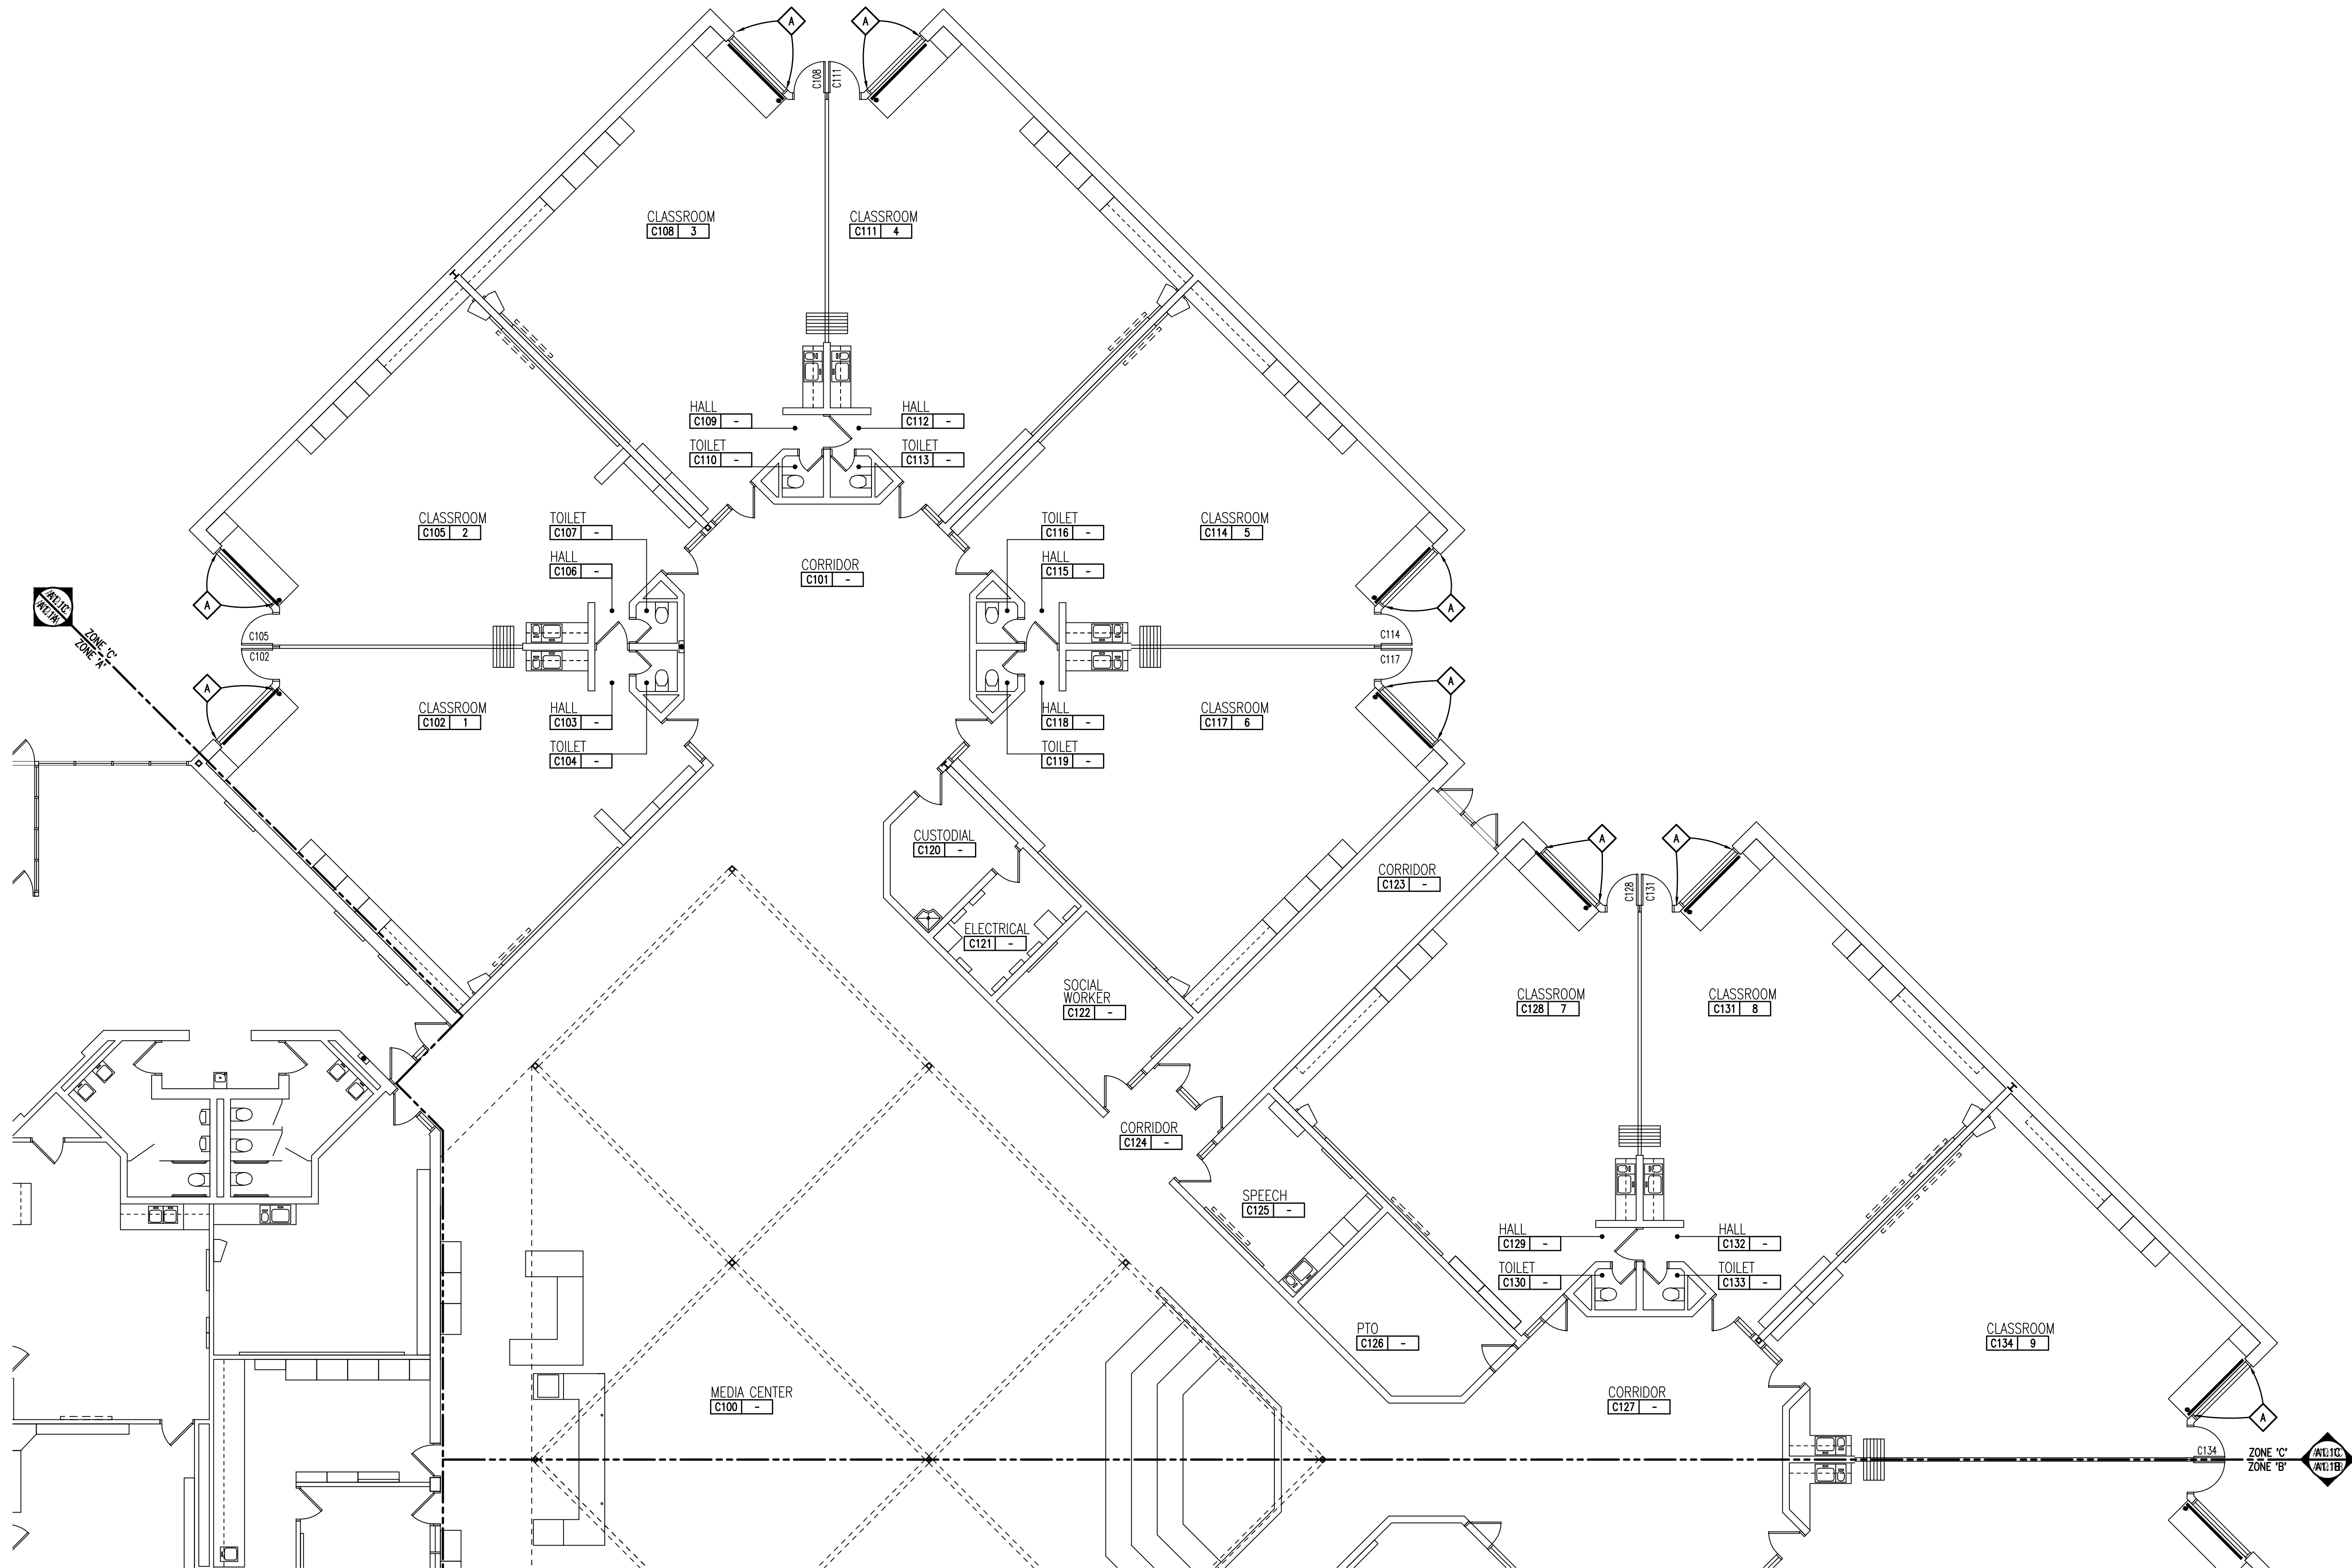 A
A
C108
C111
CLASSROOM
C108 3
CLASSROOM
C111 4
HALL
C109 -
HALL
C112 -
TOILET
C110 -
TOILET
C113 -
CLASSROOM
C105 2
TOILET
C107 -
TOILET
C116 -
CLASSROOM
C114 5
HALL
C106 -
CORRIDOR
C101 -
HALL
C115 -
A
A
C105
C102
C114
C117
ZONE 'C'
ZONE 'A'
A
A
CLASSROOM
C102 1
HALL
C103 -
HALL
C118 -
CLASSROOM
C117 6
TOILET
C104 -
TOILET
C119 -
CUSTODIAL
C120 -
A
A
CORRIDOR
C123 -
C128
C131
ELECTRICAL
C121 -
SOCIAL
WORKER
C122 -
CLASSROOM
C128 7
CLASSROOM
C131 8
CORRIDOR
C124 -
SPEECH
C125 -
HALL
C129 -
HALL
C132 -
TOILET
C130 -
TOILET
C133 -
PTO
C126 -
CLASSROOM
C134 9
MEDIA CENTER
C100 -
CORRIDOR
C127 -
A
C134
ZONE 'C'
ZONE 'B'